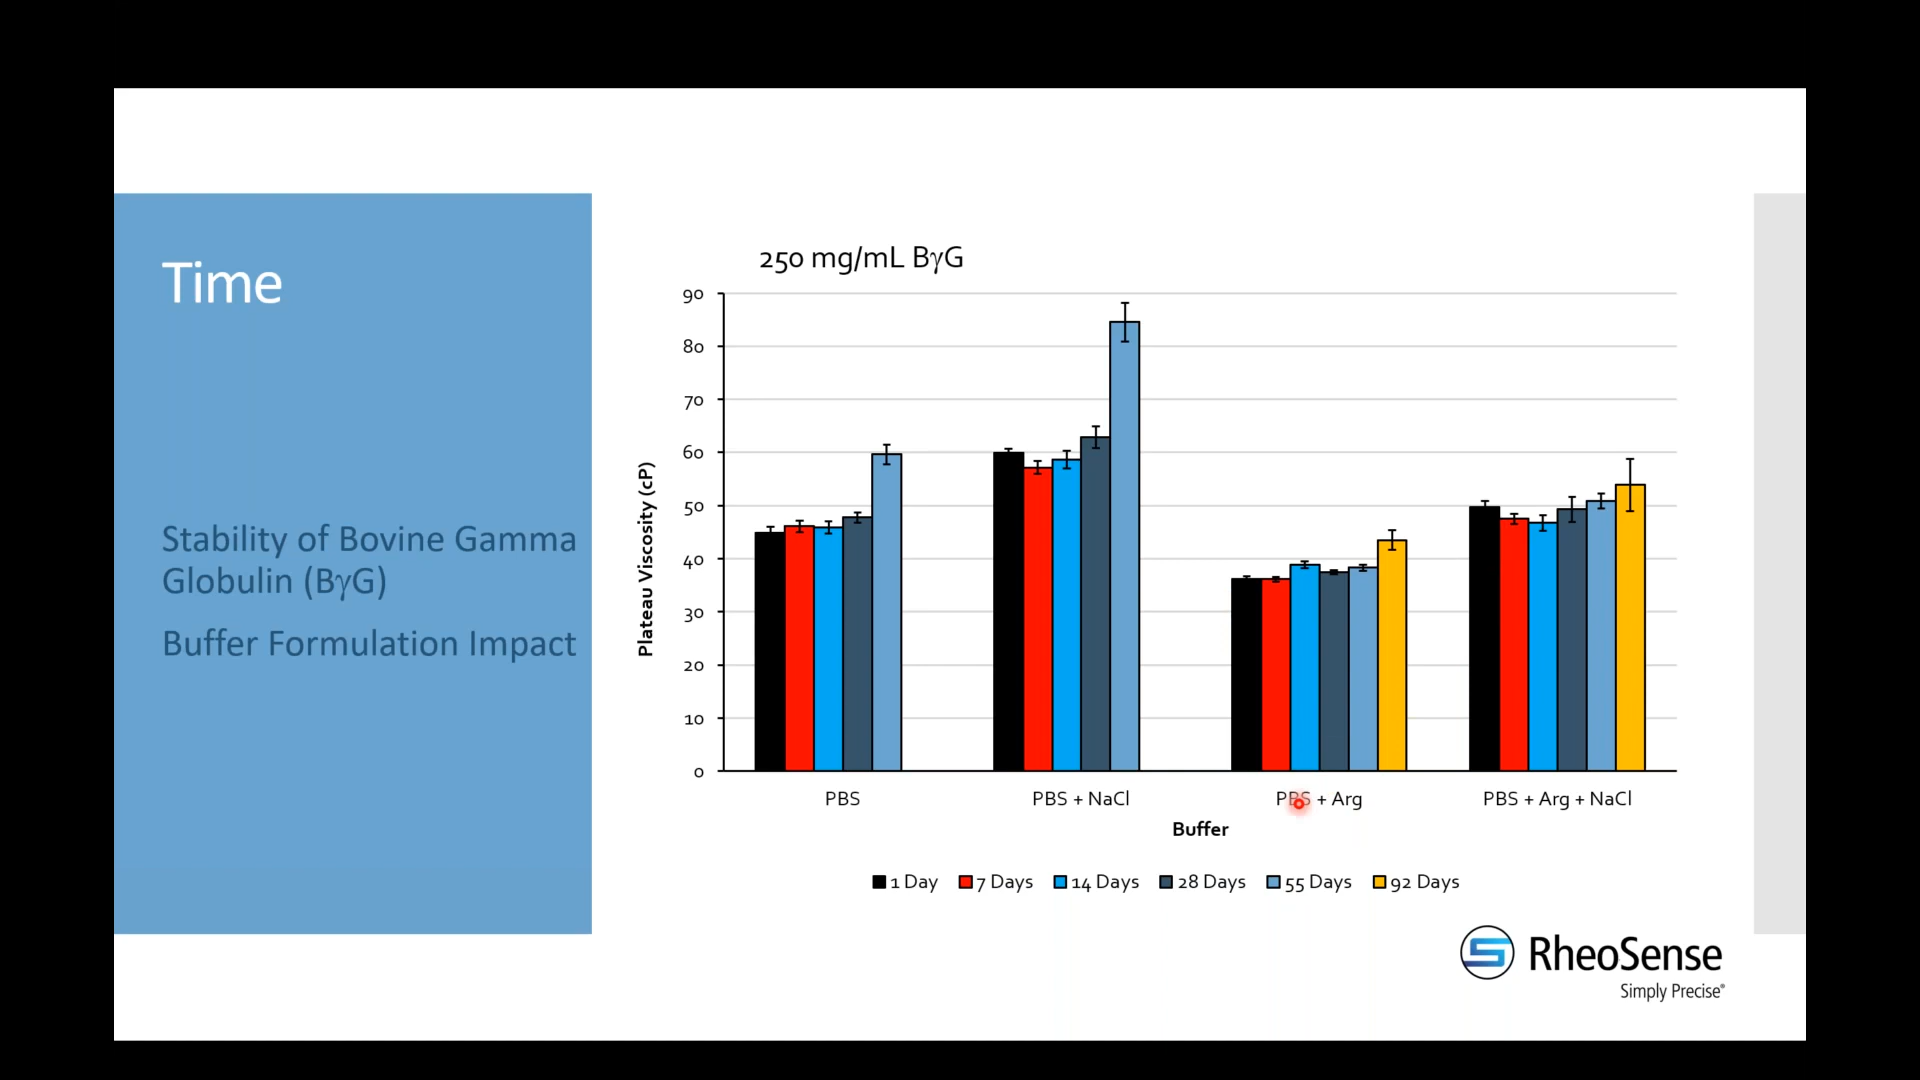 Time
Stability of Bovine Gamma
Globulin (BγG)
Buffer Formulation Impact
250 mg/mL BγG
90
80
70
60
50
40
30
20
10
0
Plateau Viscosity (cP)
PBS
PBS + NaCl
PBS + Arg
PBS + Arg + NaCl
Buffer
1 Day 7 Days 14 Days 28 Days 55 Days 92 Days
RheoSense
Simply Precise®